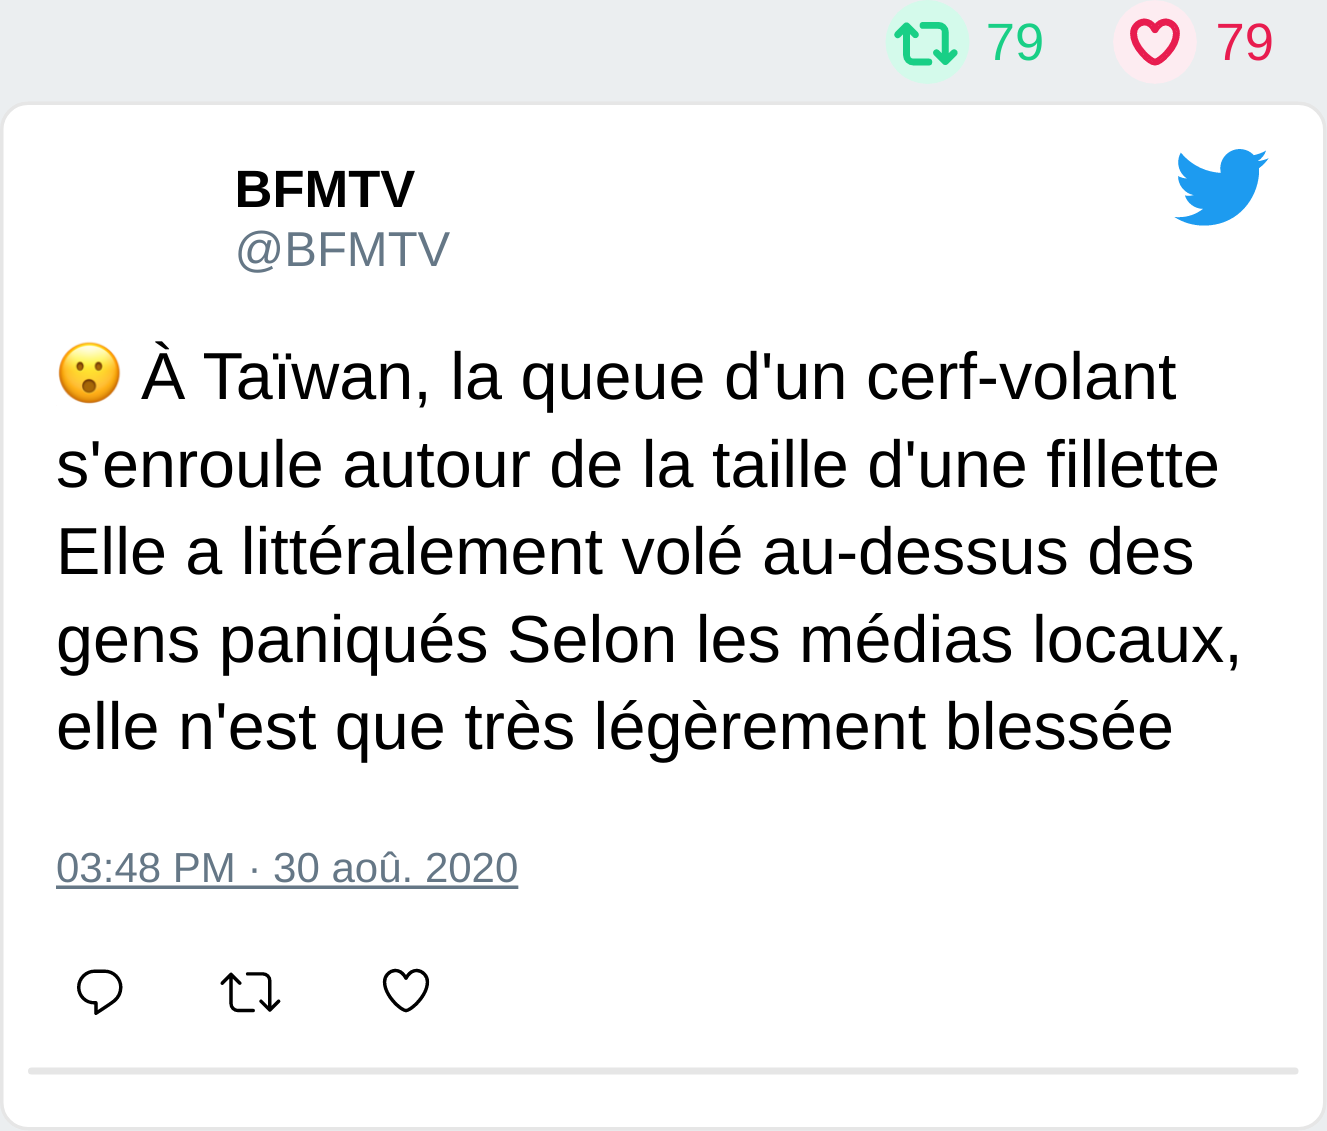 79 79
BFMTV
@BFMTV
😮 À Taïwan, la queue d'un cerf-volant
s'enroule autour de la taille d'une fillette
Elle a littéralement volé au-dessus des
gens paniqués Selon les médias locaux,
elle n'est que très légèrement blessée
03:48 PM · 30 aoû. 2020